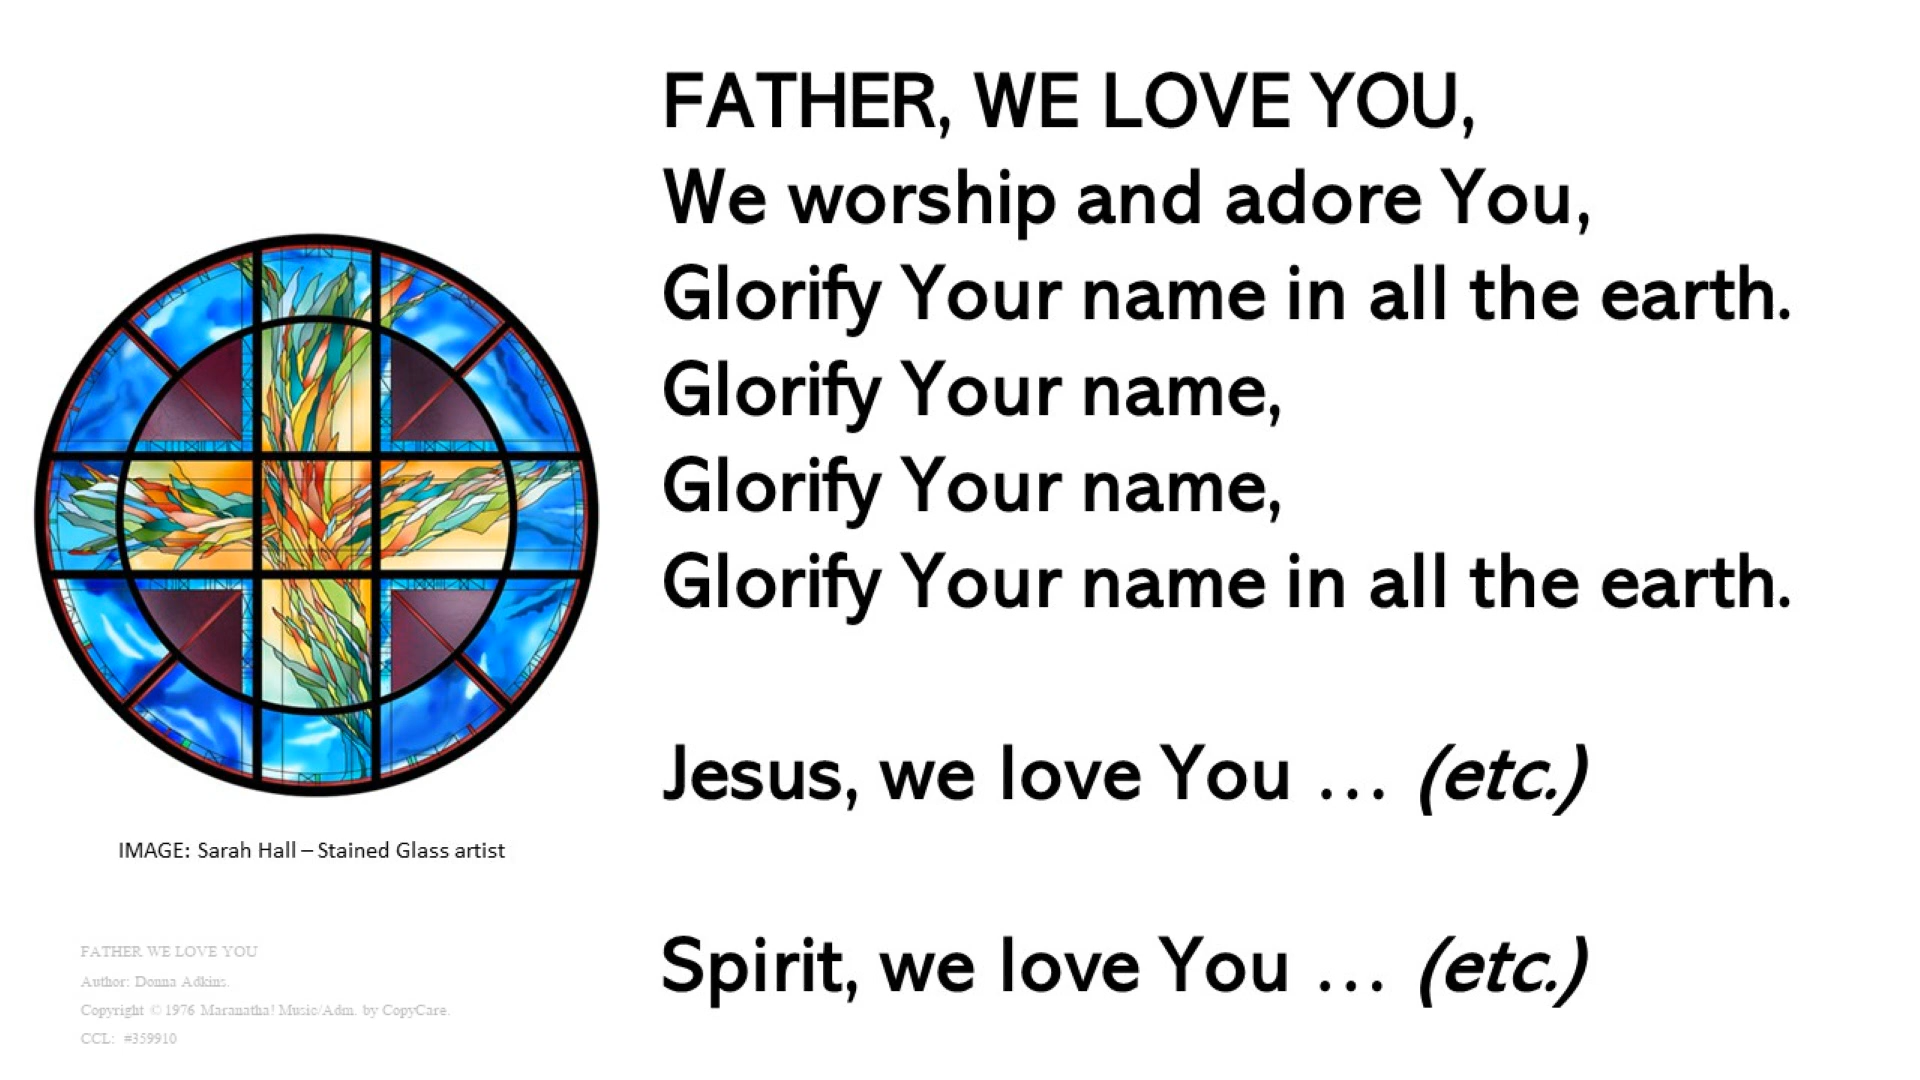 FATHER, WE LOVE YOU,
We worship and adore You,
Glorify Your name in all the earth.
Glorify Your name,
Glorify Your name,
Glorify Your name in all the earth.
Jesus, we love You … (etc.)
Spirit, we love You … (etc.)
IMAGE: Sarah Hall – Stained Glass artist
FATHER WE LOVE YOU
Author: Donna Adkins.
Copyright © 1976 Maranatha! Music/Adm. by CopyCare.
CCL: #359910